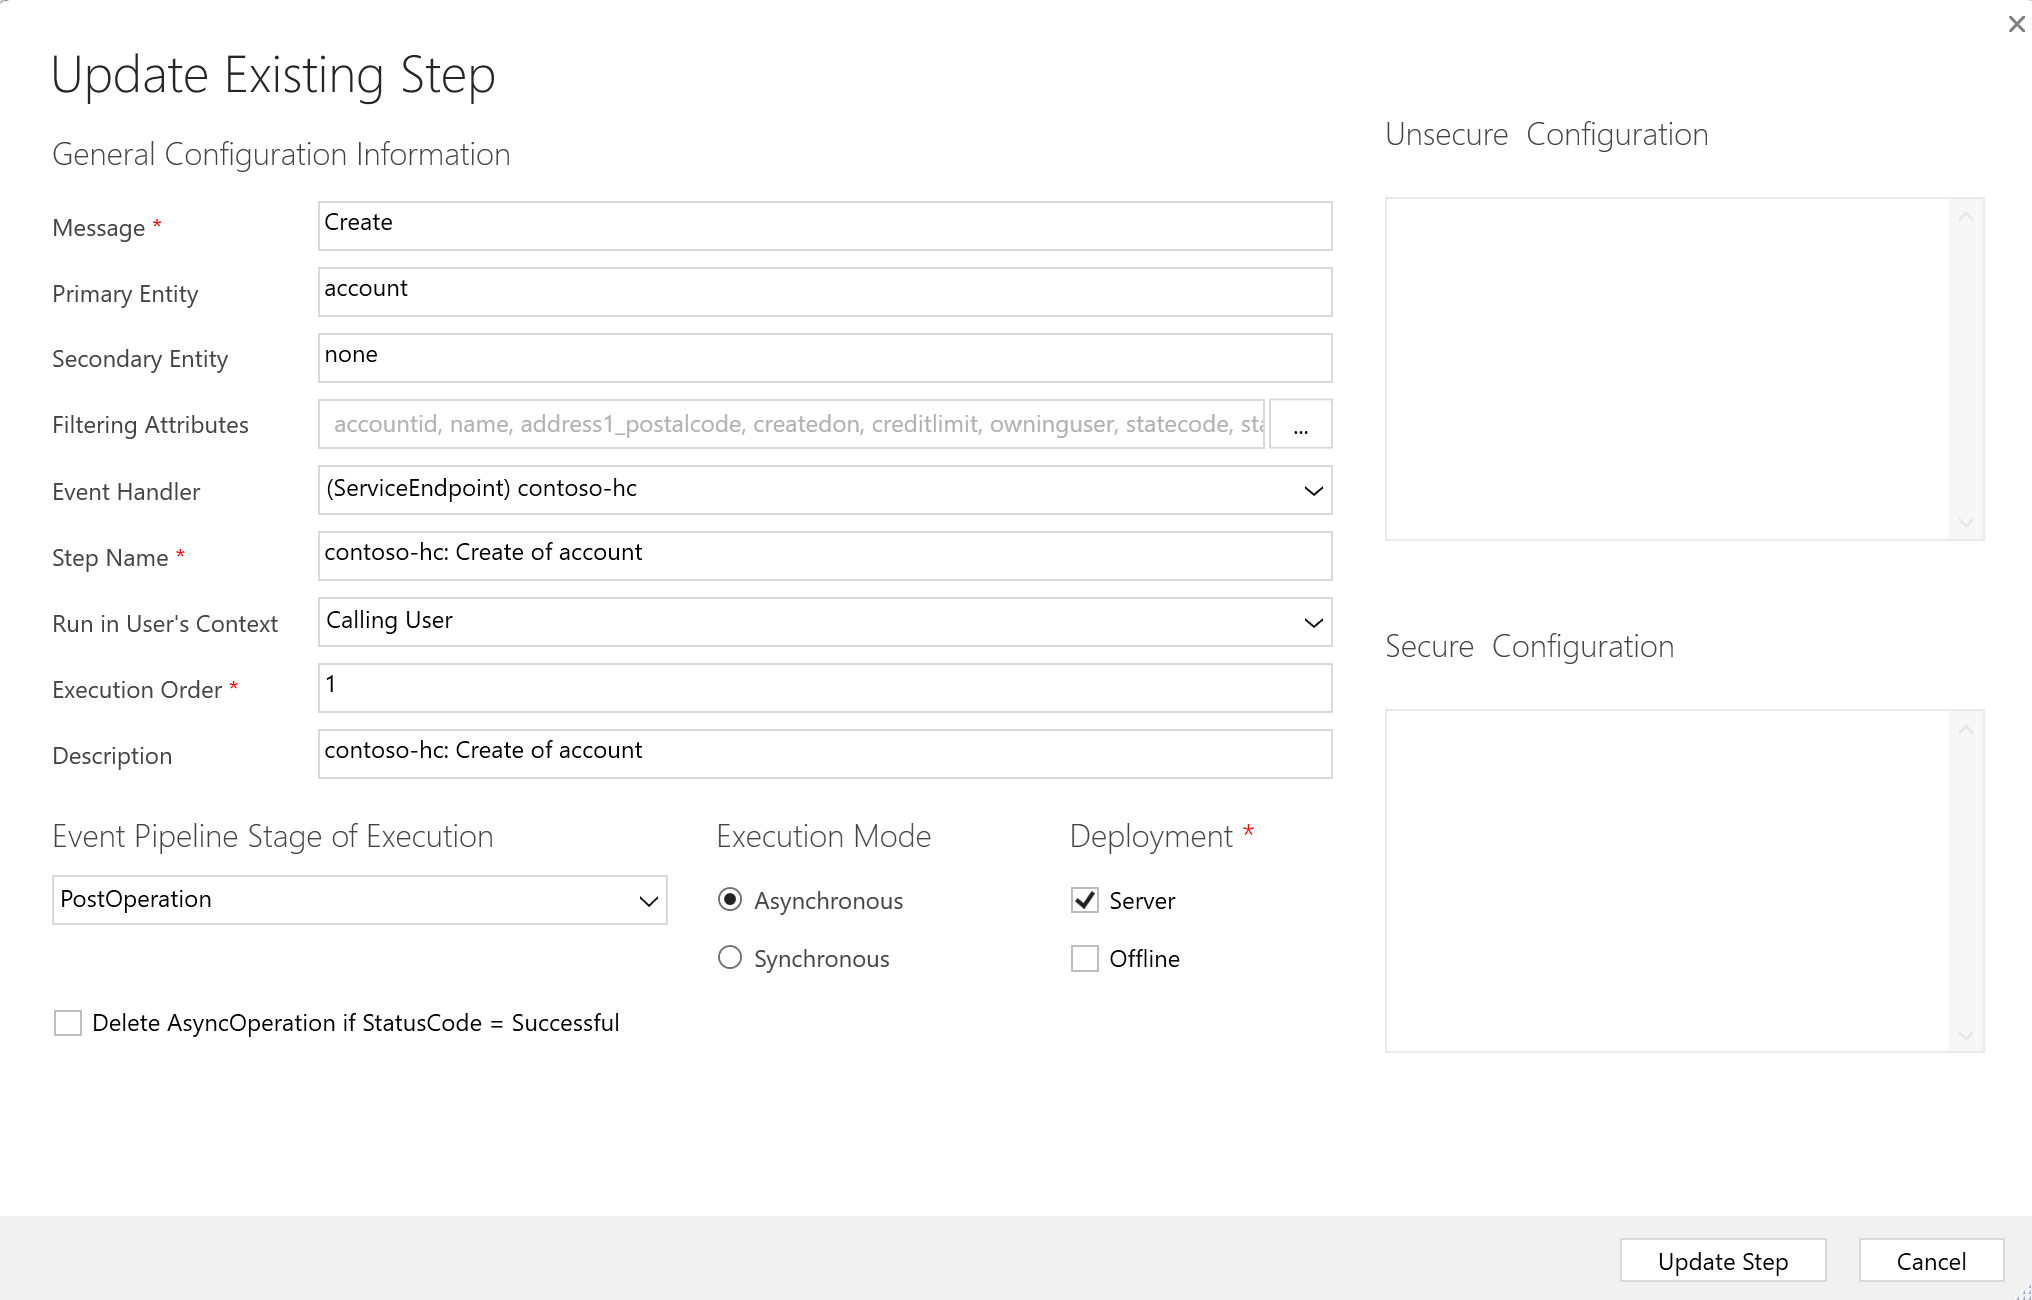 Update Existing Step
General Configuration Information
Message *
Create
Primary Entity
account
Secondary Entity
none
Filtering Attributes
accountid, name, address1_postalcode, createdon, creditlimit, owninguser, statecode,
...
Event Handler
(ServiceEndpoint) contoso-hc
Step Name *
contoso-hc: Create of account
Run in User's Context
Calling User
Execution Order *
1
Description
contoso-hc: Create of account
Event Pipeline Stage of Execution
PostOperation
Execution Mode
Asynchronous
Synchronous
Deployment *
Server
Offline
Delete AsyncOperation if StatusCode = Successful
Unsecure Configuration
Secure Configuration
Update Step
Cancel